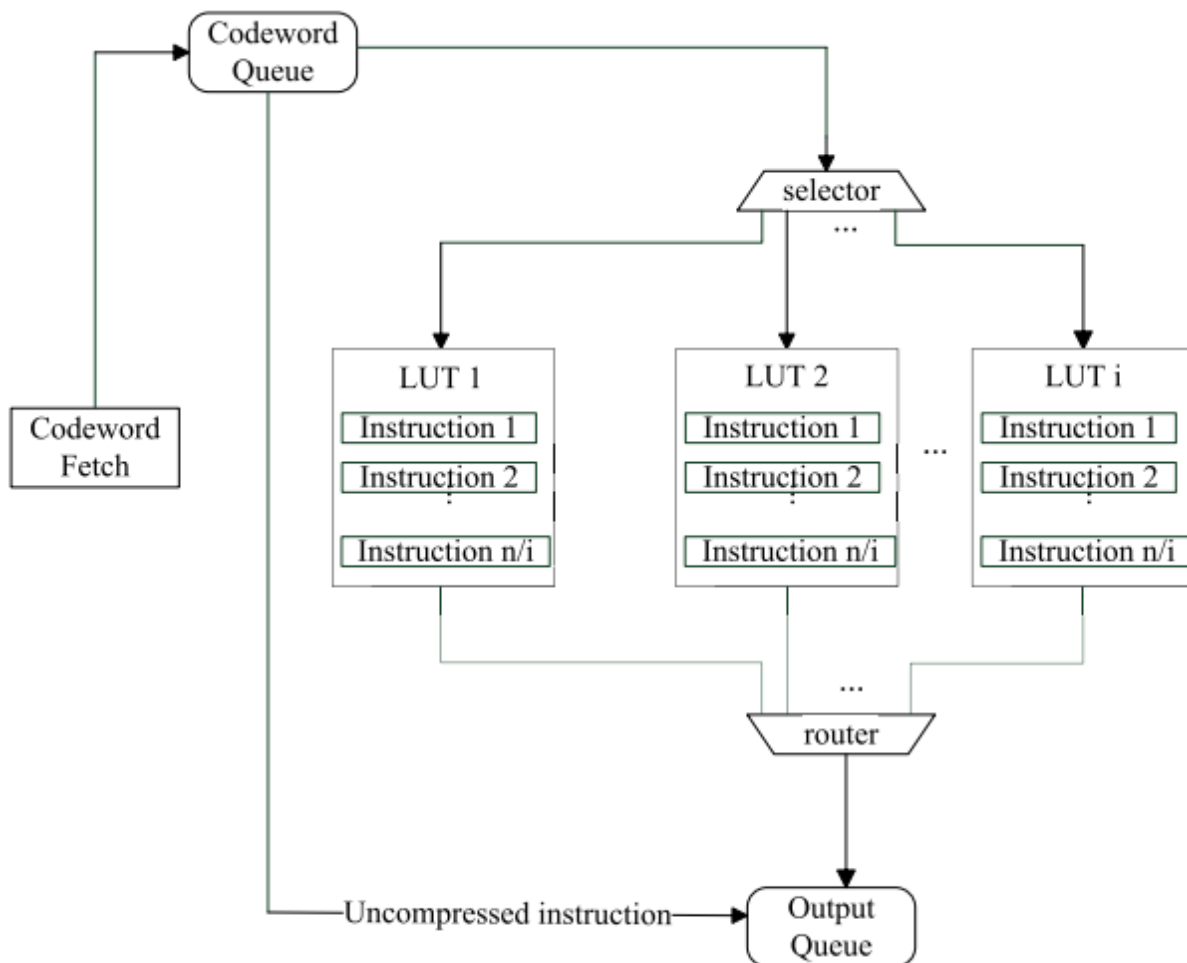 Codeword
Queue
selector
...
LUT 1
LUT 2
LUT i
Instruction 1
Instruction 1
Instruction 1
Codeword
Fetch
...
Instruction 2
Instruction 2
Instruction 2
...
...
...
Instruction n/i
Instruction n/i
Instruction n/i
...
router
Uncompressed instruction
Output
Queue